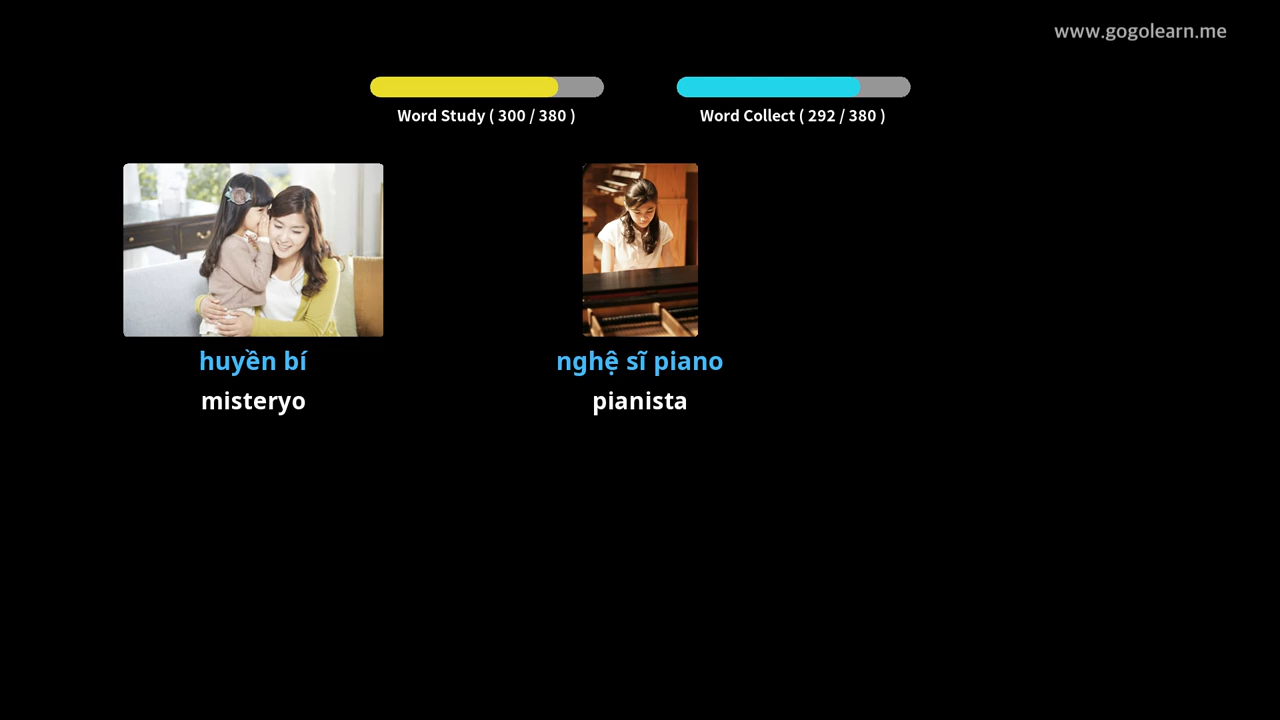 www.gogolearn.me
Word Study ( 300 / 380 )
Word Collect ( 292 / 380 )
huyền bí
misteryo
nghệ sĩ piano
pianista